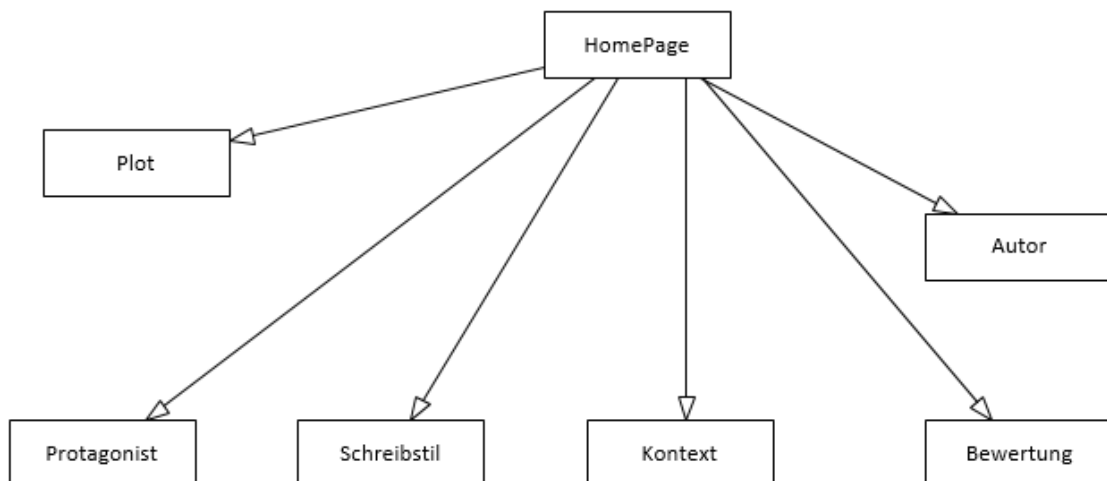 HomePage
Plot
Autor
Protagonist
Schreibstil
Kontext
Bewertung